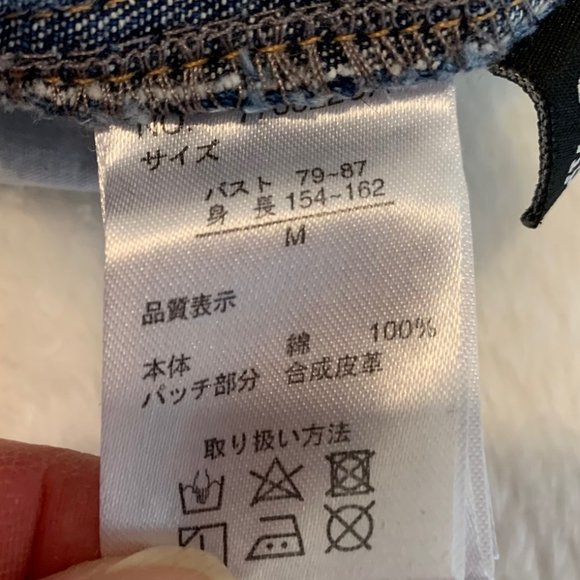 NO.
サイズ
バスト 79~87
身 長 154~162
M
品質表示
本体 綿 100%
パッチ部分 合成皮革
取り扱い方法